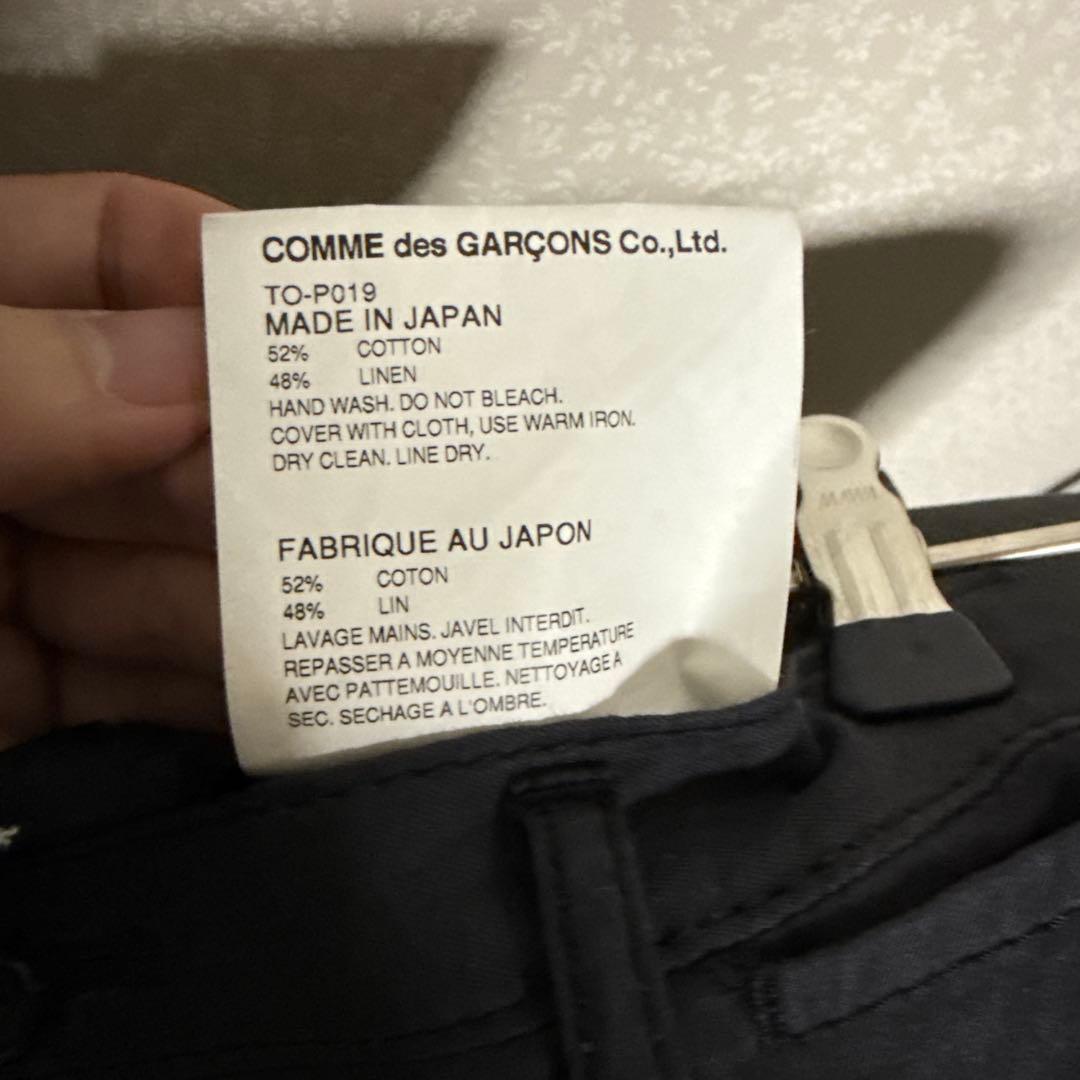 COMME des GARÇONS Co.,Ltd.
TO-P019
MADE IN JAPAN
52% COTTON
48% LINEN
HAND WASH. DO NOT BLEACH.
COVER WITH CLOTH, USE WARM IRON.
DRY CLEAN. LINE DRY.
FABRIQUE AU JAPON
52% COTON
48% LIN
LAVAGE MAINS. JAVEL INTERDIT.
REPASSER A MOYENNE TEMPERATURE
AVEC PATTEMOUILLE. NETTOYAGE A
SEC. SECHAGE A L'OMBRE.
MAWA